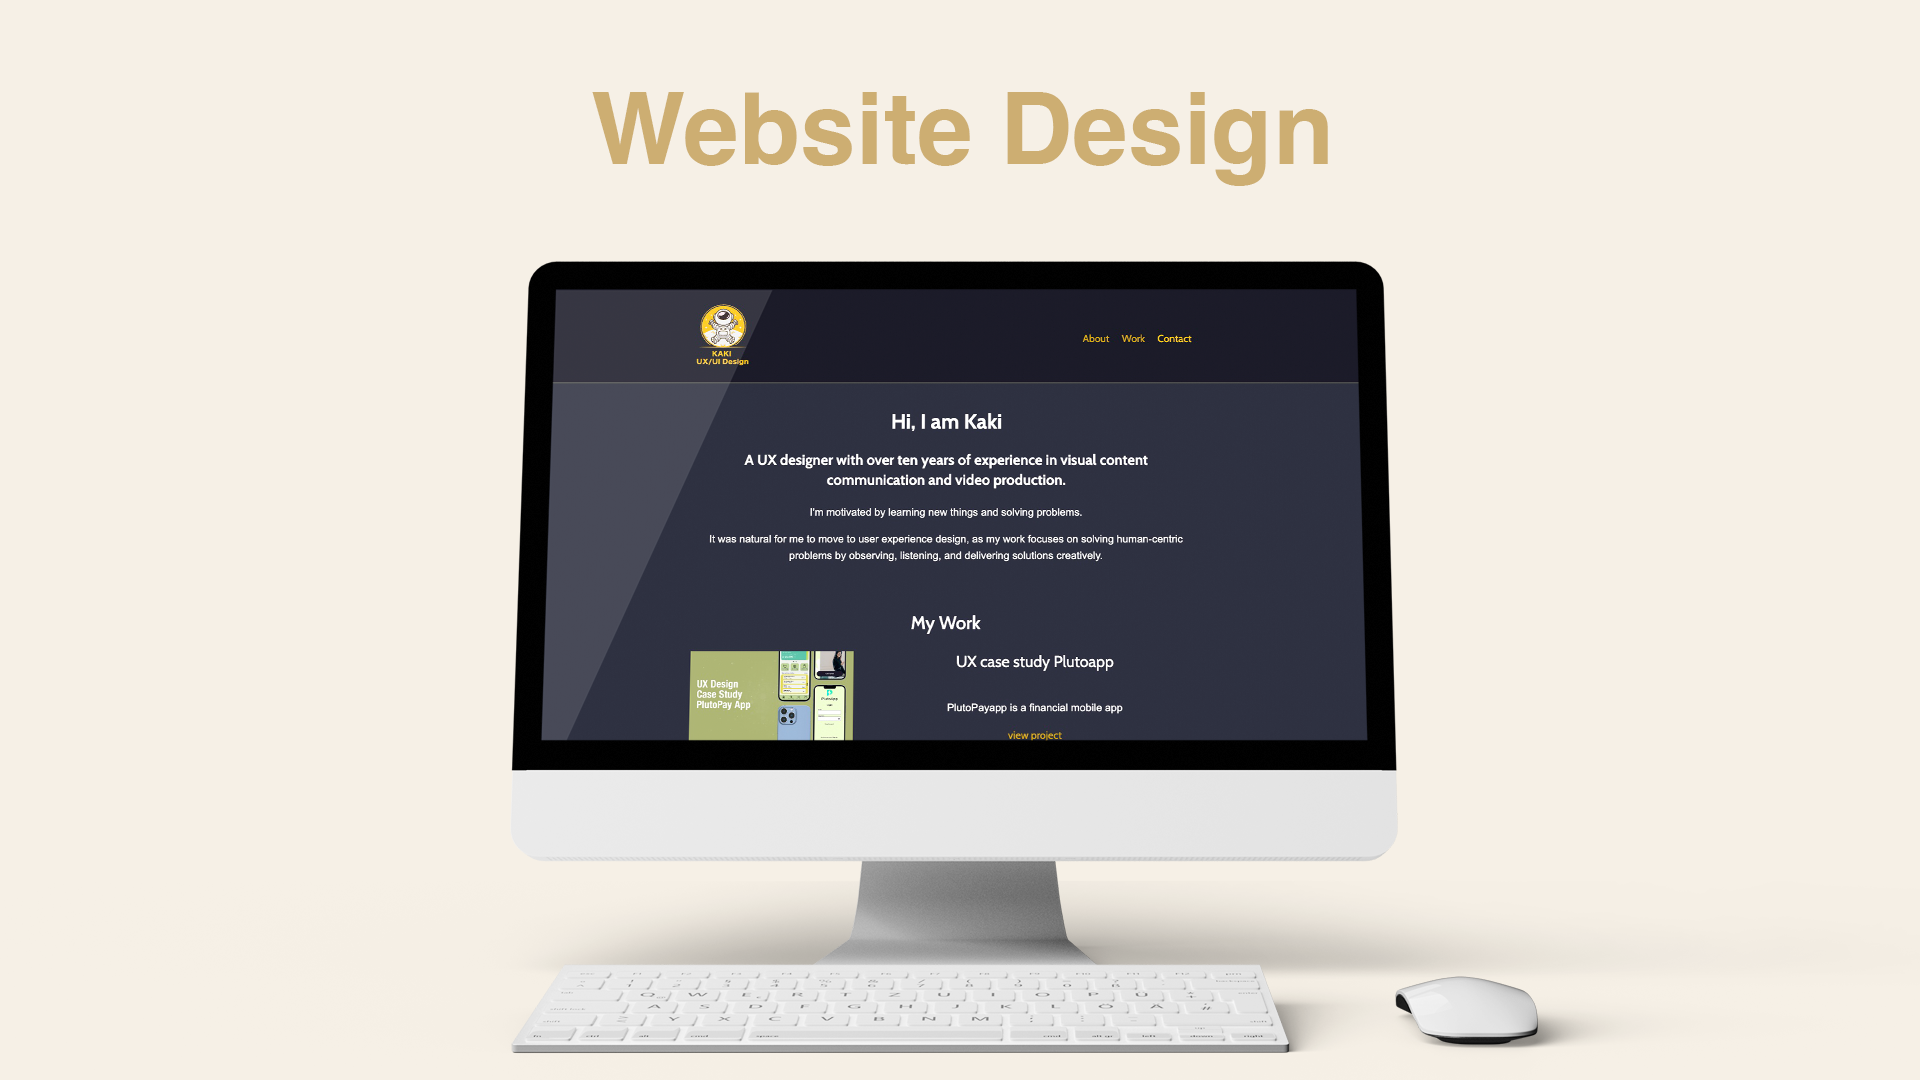 Website Design
KAKI
UX/UI Design
About Work Contact
Hi, I am Kaki
A UX designer with over ten years of experience in visual content
communication and video production.
I'm motivated by learning new things and solving problems.
It was natural for me to move to user experience design, as my work focuses on solving human-centric
problems by observing, listening, and delivering solutions creatively.
My Work
UX Design
Case Study
PlutoPay App
UX case study Plutoapp
PlutoPayapp is a financial mobile app
view project
Q W E R T Z U I O P Ü
A S D F G H J K L Ö Ä
Y X C V B N M